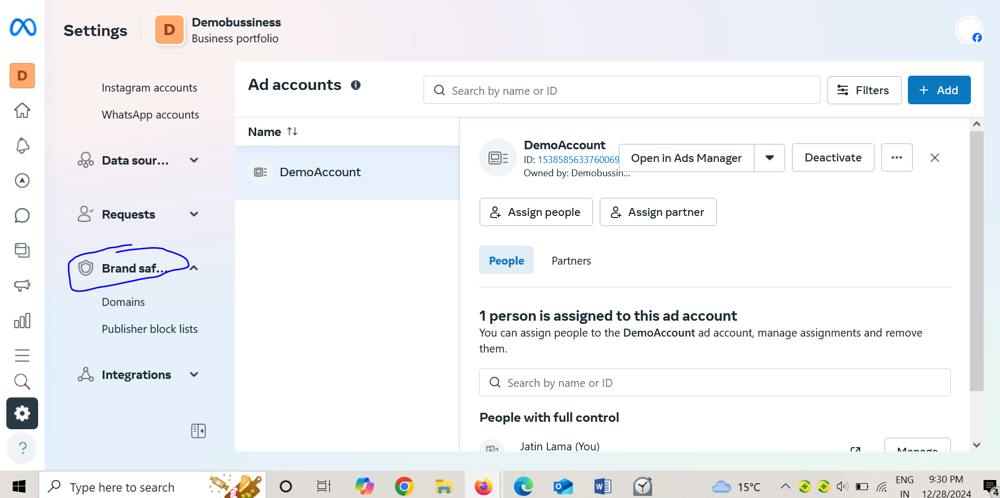 Settings
D
Demobussiness
Business portfolio
D
Instagram accounts
WhatsApp accounts
Data sour...
Requests
Brand saf...
Domains
Publisher block lists
Integrations
?
Ad accounts
Search by name or ID
Filters
+ Add
Name
DemoAccount
DemoAccount
ID: 1538585633760069
Owned by: Demobussin...
Open in Ads Manager
Deactivate
Assign people
Assign partner
People
Partners
1 person is assigned to this ad account
You can assign people to the DemoAccount ad account, manage assignments and remove
them.
Search by name or ID
People with full control
Jatin Lama (You)
Manage
Type here to search
15°C
ENG
IN
9:30 PM
12/28/2024
4